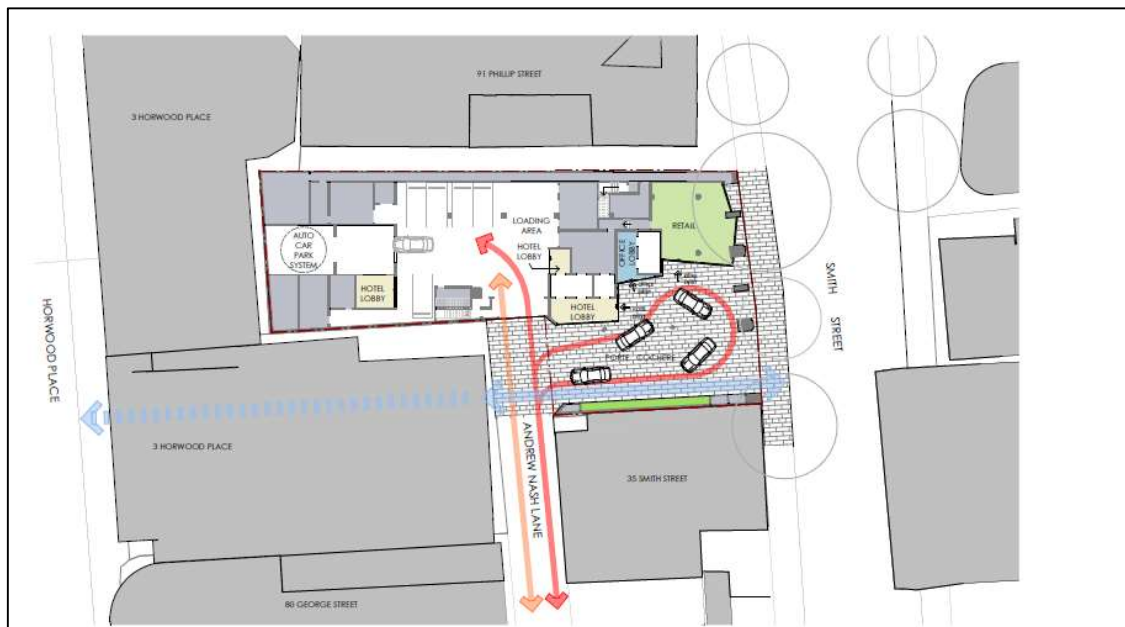 91 PHILLIP STREET
3 HORWOOD PLACE
LOADING
AREA
RETAIL
AUTO
CAR
PARK
SYSTEM
HOTEL
LOBBY
OFFICE
LOBBY
HOTEL
LOBBY
HOTEL
LOBBY
SMITH
STREET
HORWOOD PLACE
PORTE COCHERE
ANDREW NASH LANE
3 HORWOOD PLACE
35 SMITH STREET
80 GEORGE STREET